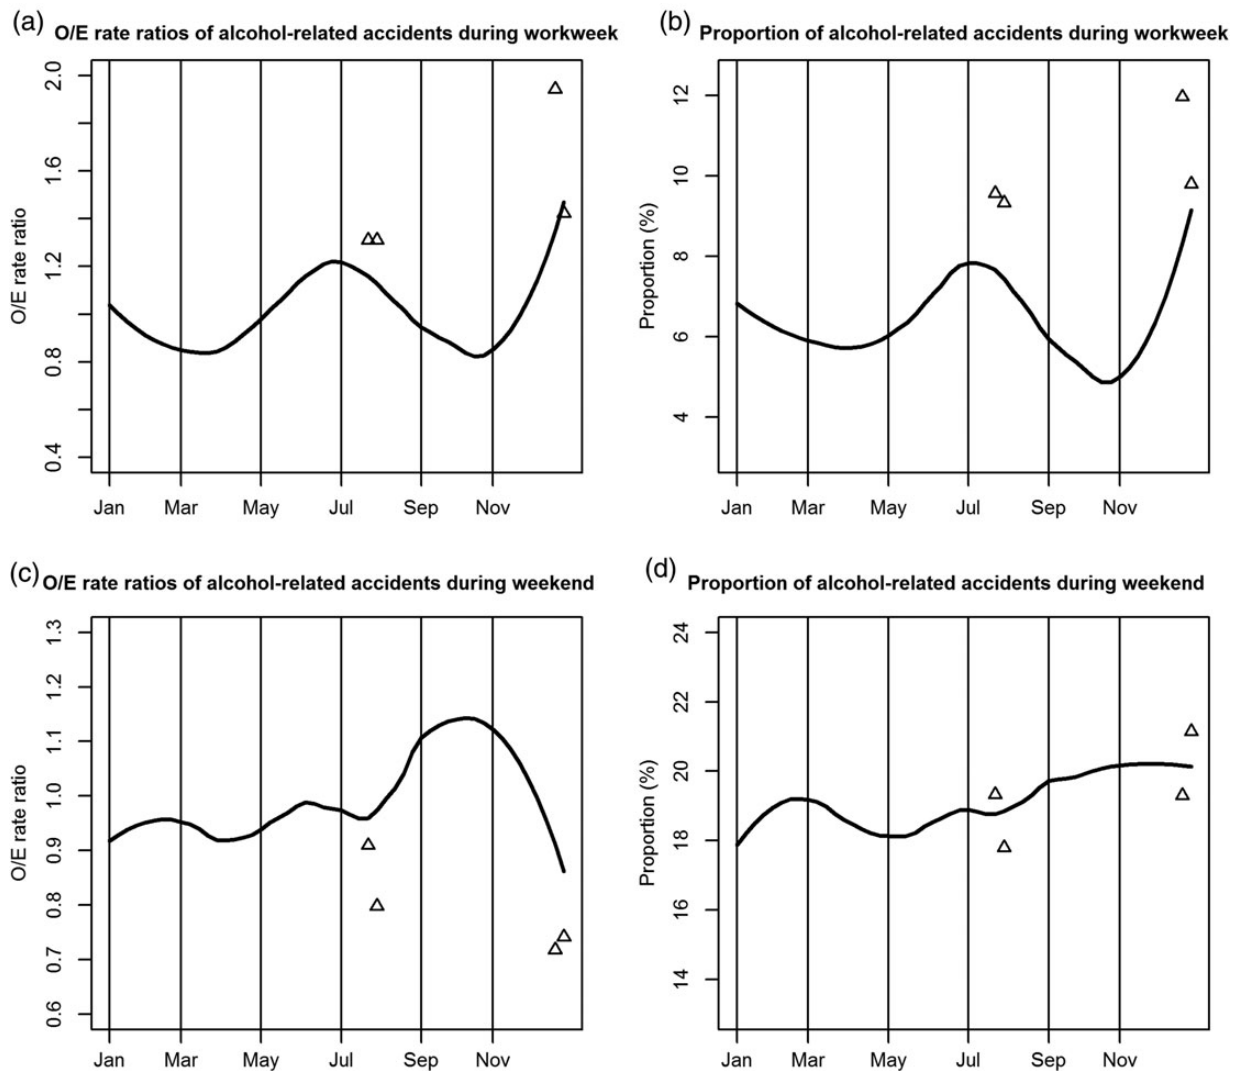 (a) O/E rate ratios of alcohol-related accidents during workweek
O/E rate ratio
2.0
1.6
1.2
0.8
0.4
Jan Mar May Jul Sep Nov
(b) Proportion of alcohol-related accidents during workweek
Proportion (%)
12
10
8
6
4
Jan Mar May Jul Sep Nov
(c) O/E rate ratios of alcohol-related accidents during weekend
O/E rate ratio
1.3
1.2
1.1
1.0
0.9
0.8
0.7
0.6
Jan Mar May Jul Sep Nov
(d) Proportion of alcohol-related accidents during weekend
Proportion (%)
24
22
20
18
16
14
Jan Mar May Jul Sep Nov